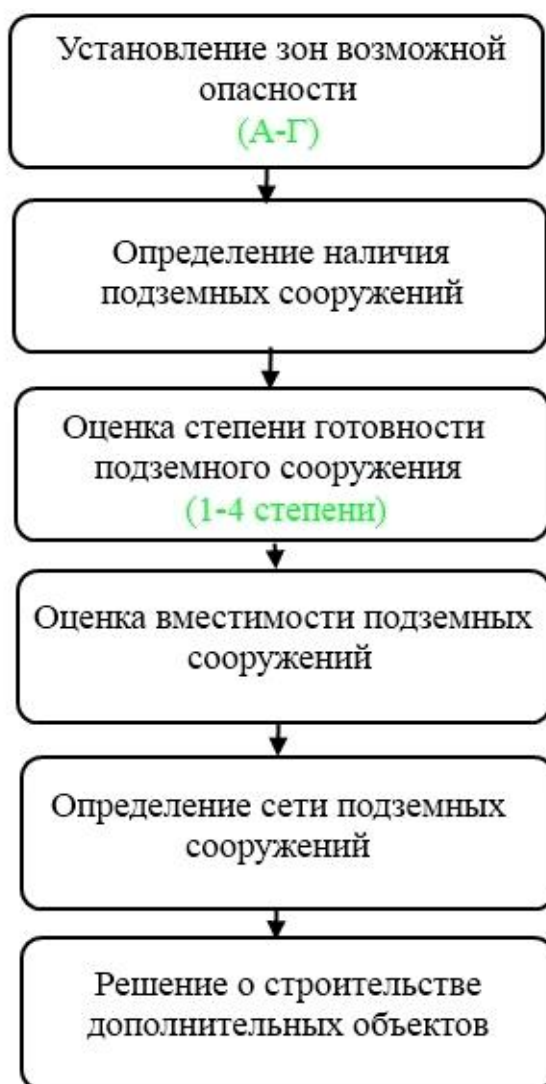 Установление зон возможной
опасности
(А-Г)
Определение наличия
подземных сооружений
Оценка степени готовности
подземного сооружения
(1-4 степени)
Оценка вместимости подземных
сооружений
Определение сети подземных
сооружений
Решение о строительстве
дополнительных объектов